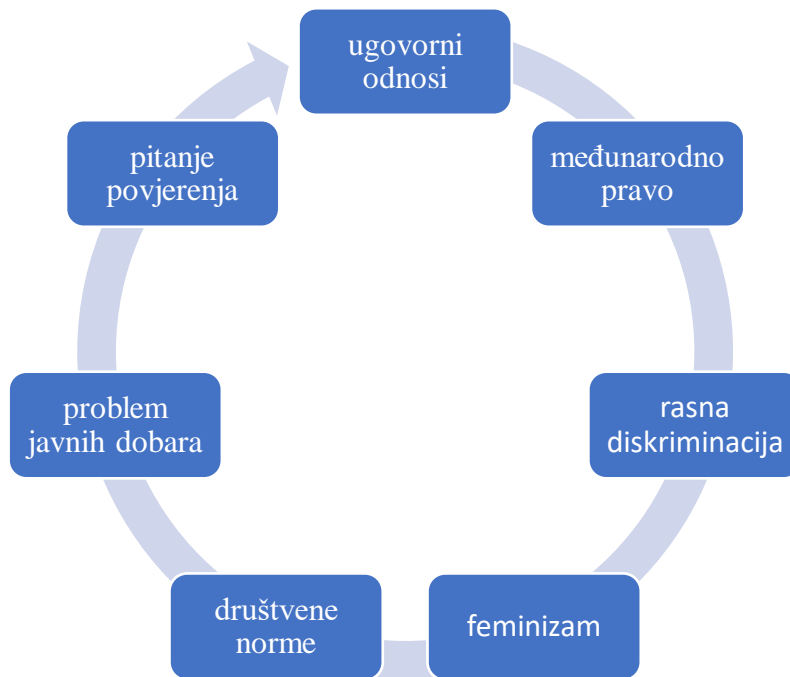 ugovorni
odnosi
međunarodno
pravo
rasna
diskriminacija
feminizam
društvene
norme
problem
javnih dobara
pitanje
povjerenja